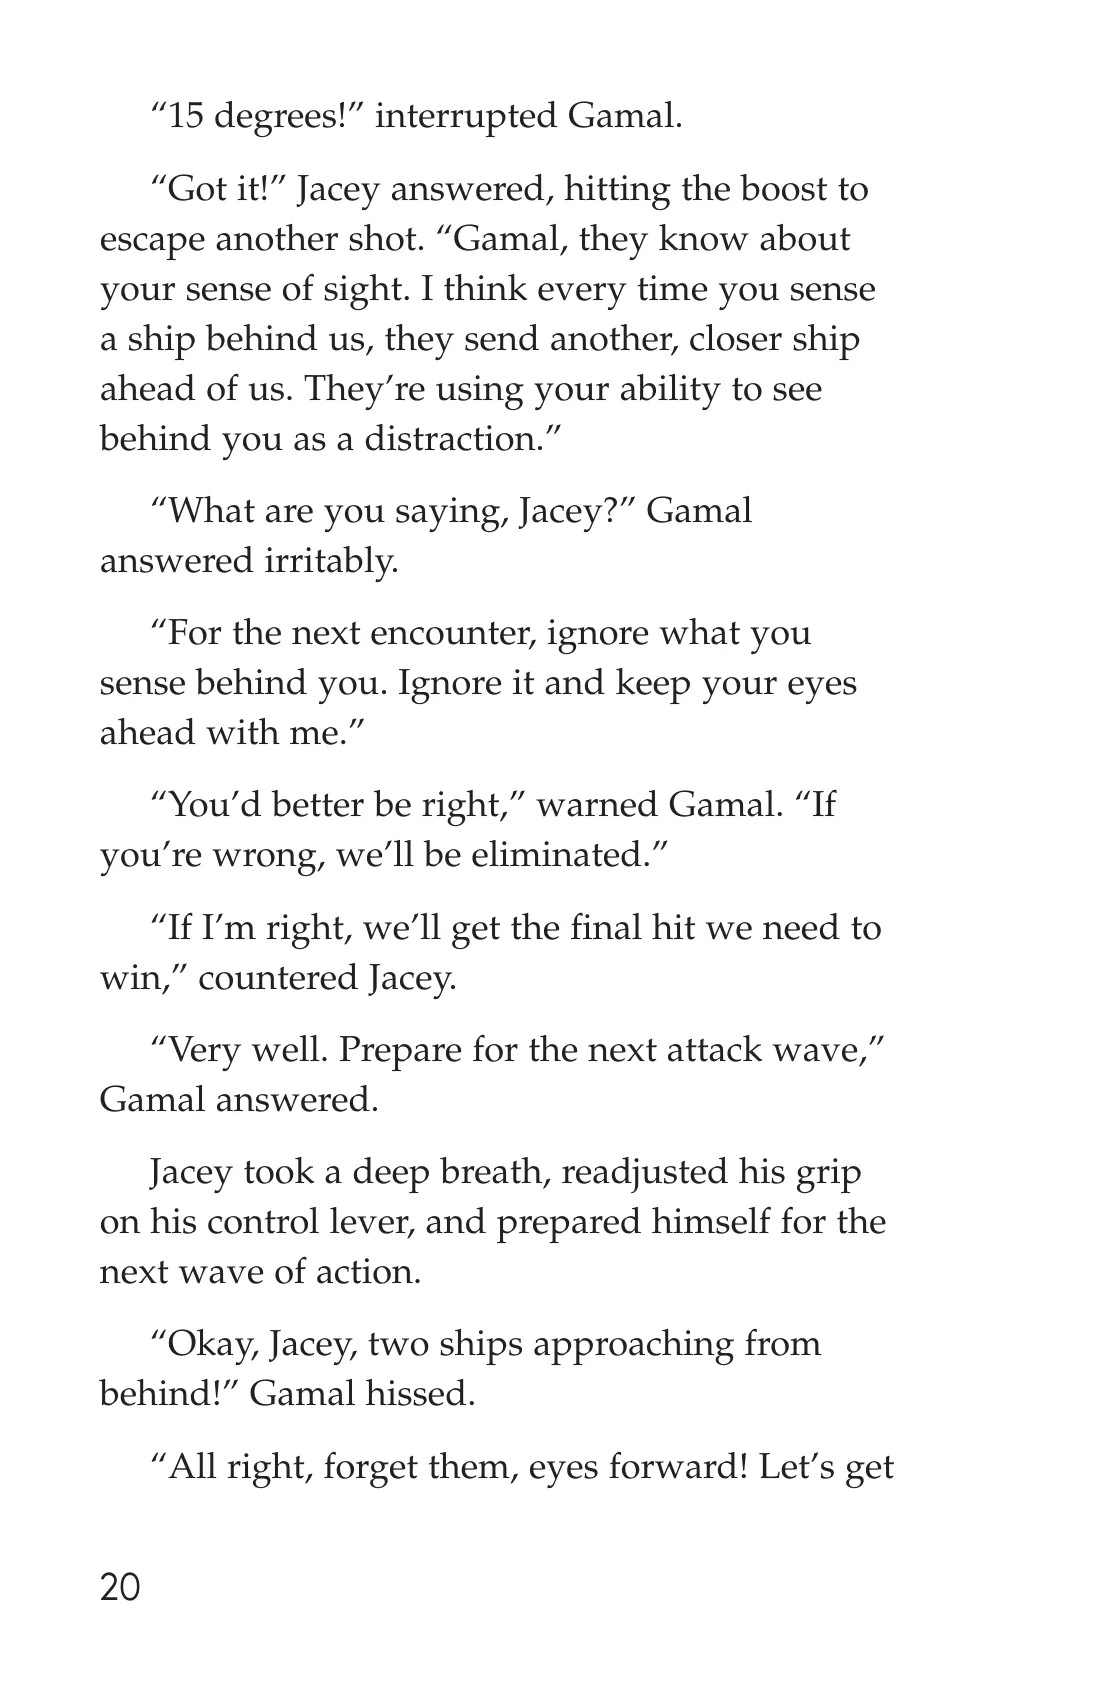 “15 degrees!” interrupted Gamal.
“Got it!” Jacey answered, hitting the boost to
escape another shot. “Gamal, they know about
your sense of sight. I think every time you sense
a ship behind us, they send another, closer ship
ahead of us. They’re using your ability to see
behind you as a distraction.”
“What are you saying, Jacey?” Gamal
answered irritably.
“For the next encounter, ignore what you
sense behind you. Ignore it and keep your eyes
ahead with me.”
“You’d better be right,” warned Gamal. “If
you’re wrong, we’ll be eliminated.”
“If I’m right, we’ll get the final hit we need to
win,” countered Jacey.
“Very well. Prepare for the next attack wave,”
Gamal answered.
Jacey took a deep breath, readjusted his grip
on his control lever, and prepared himself for the
next wave of action.
“Okay, Jacey, two ships approaching from
behind!” Gamal hissed.
“All right, forget them, eyes forward! Let’s get
20